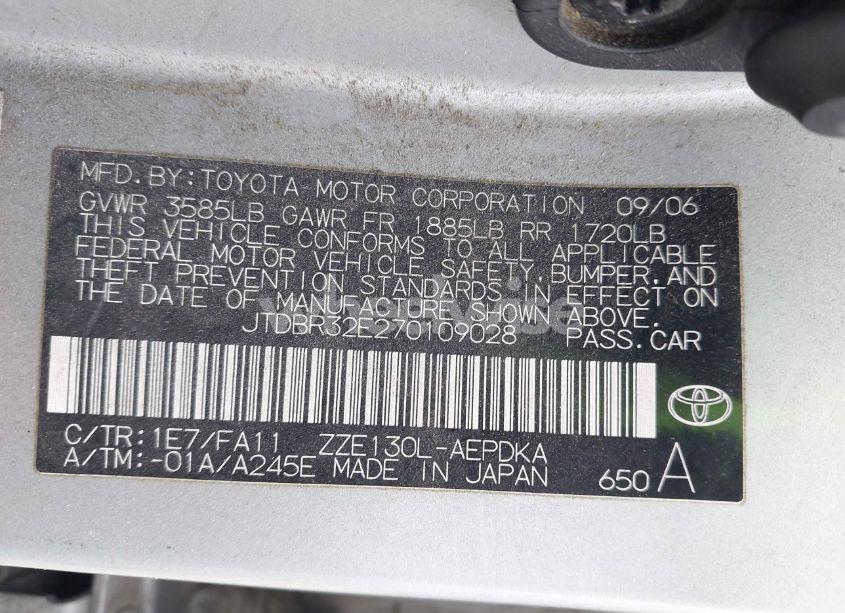 MFD. BY: TOYOTA MOTOR CORPORATION 09/06
GVWR 3585LB GAWR FR 1885LB RR 1720LB
THIS VEHICLE CONFORMS TO ALL APPLICABLE
FEDERAL MOTOR VEHICLE SAFETY, BUMPER, AND
THEFT PREVENTION STANDARDS IN EFFECT ON
THE DATE OF MANUFACTURE SHOWN ABOVE.
JTDBR32E270109028 PASS. CAR
C/TR: 1E7/FA11 ZZE130L-AEPDKA
A/TM: -01A/A245E MADE IN JAPAN 650 A